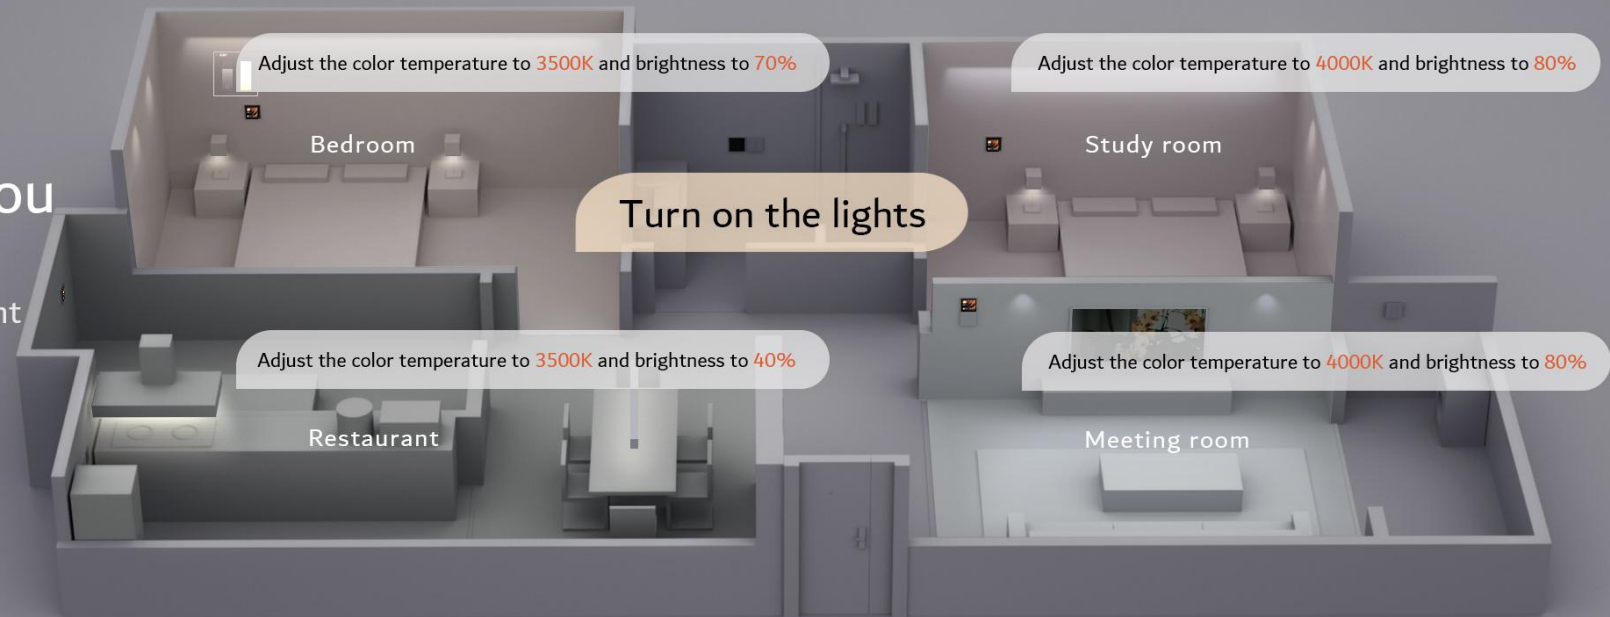 Adjust the color temperature to 3500K and brightness to 70%
Adjust the color temperature to 4000K and brightness to 80%
Bedroom
Study room
ou
Turn on the lights
nt
Adjust the color temperature to 3500K and brightness to 40%
Adjust the color temperature to 4000K and brightness to 80%
Restaurant
Meeting room